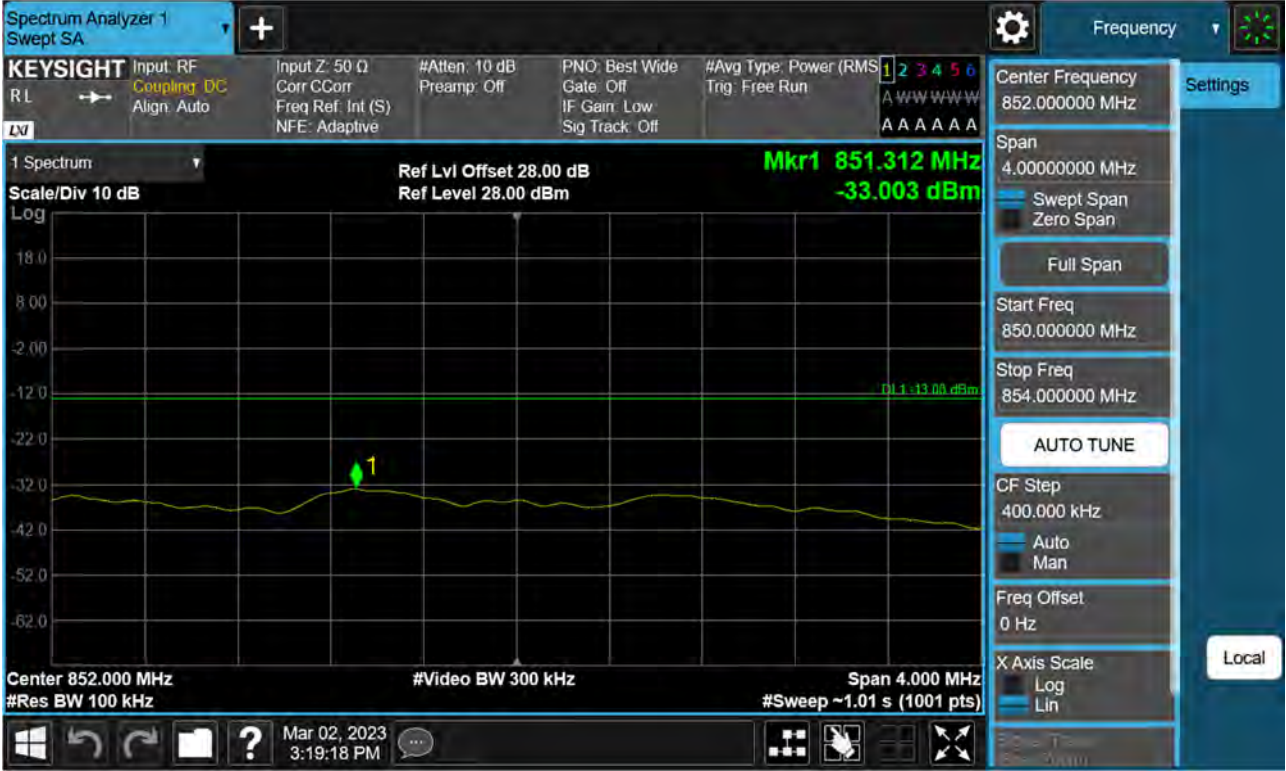 Spectrum Analyzer 1
Swept SA
+
Frequency
KEYSIGHT
R L
LXI
Input: RF
Coupling: DC
Align: Auto
Input Z: 50 Ω
Corr CCorr
Freq Ref: Int (S)
NFE: Adaptive
#Atten: 10 dB
Preamp: Off
PNO: Best Wide
Gate: Off
IF Gain: Low
Sig Track: Off
#Avg Type: Power (RMS
Trig: Free Run
1 2 3 4 5 6
A W W W W W
A A A A A A
1 Spectrum
Scale/Div 10 dB
Log
Ref Lvl Offset 28.00 dB
Ref Level 28.00 dBm
Mkr1 851.312 MHz
-33.003 dBm
18.0
8.00
-2.00
-12.0
DL1 -13.00 dBm
-22.0
1
-32.0
-42.0
-52.0
-62.0
Center 852.000 MHz
#Video BW 300 kHz
Span 4.000 MHz
#Res BW 100 kHz
#Sweep ~1.01 s (1001 pts)
Center Frequency
852.000000 MHz
Settings
Span
4.00000000 MHz
Swept Span
Zero Span
Full Span
Start Freq
850.000000 MHz
Stop Freq
854.000000 MHz
AUTO TUNE
CF Step
400.000 kHz
Auto
Man
Freq Offset
0 Hz
X Axis Scale
Log
Lin
Local
?
Mar 02, 2023
3:19:18 PM